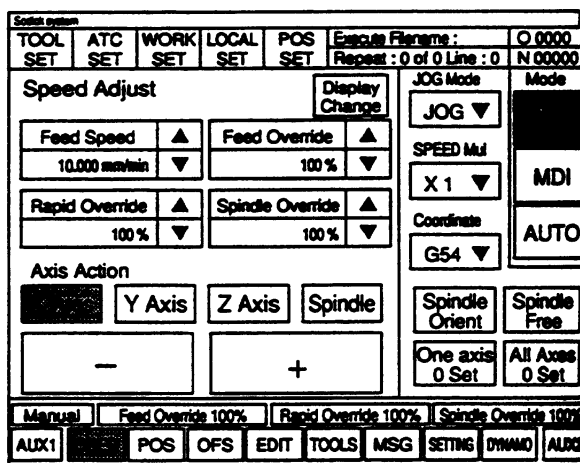 Sodick system
TOOL SET
ATC SET
WORK SET
LOCAL SET
POS SET
Execute Filename :
Repeat : 0 of 0 Line : 0
O 0000
N 00000
Speed Adjust
Display Change
JOG Mode
JOG ▼
Mode
Feed Speed ▲
10.000 mm/min ▼
Feed Override ▲
100 % ▼
SPEED Mul
X 1 ▼
MDI
Rapid Override ▲
100 % ▼
Spindle Override ▲
100 % ▼
Coordinate
G54 ▼
AUTO
Axis Action
Y Axis
Z Axis
Spindle
Spindle Orient
Spindle Free
−
+
One axis 0 Set
All Axes 0 Set
Manual
Feed Override 100%
Rapid Override 100%
Spindle Override 100%
AUX1
POS
OFS
EDIT
TOOLS
MSG
SETTING
DYNAMO